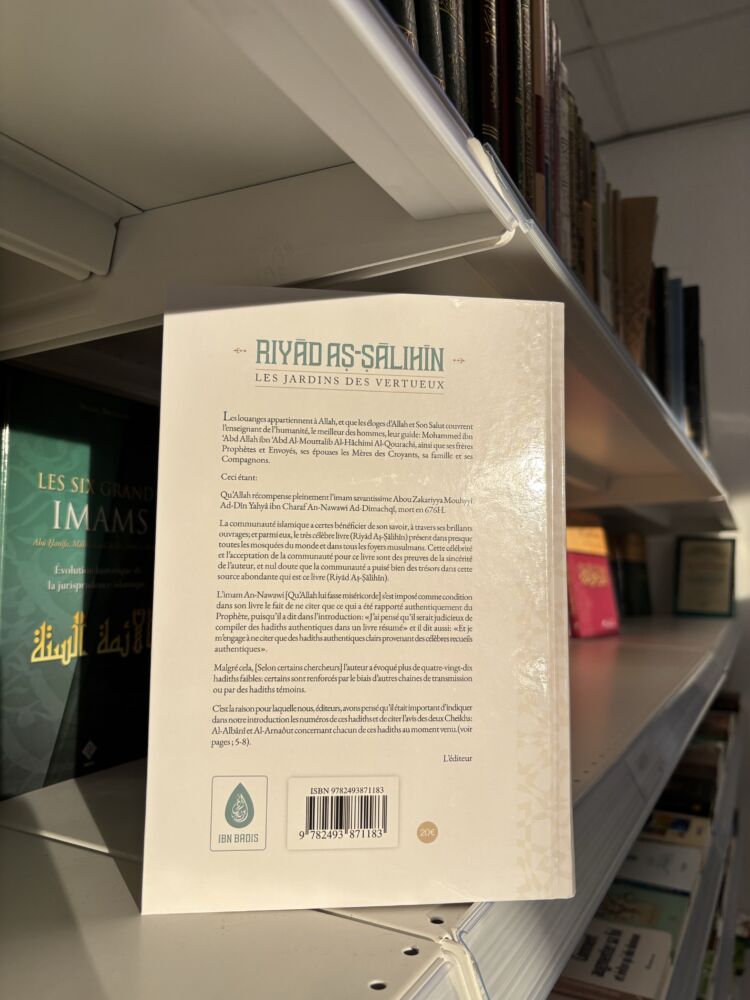 RIYĀD AṢ-ṢĀLIHĪN
LES JARDINS DES VERTUEUX
Les louanges appartiennent à Allah, et que les éloges d'Allah et Son Salut couvrent
l'enseignant de l'humanité, le meilleur des hommes, leur guide: Mohammed ibn
'Abd Allah ibn 'Abd Al-Mouttalib Al-Hâchimî Al-Qourachî, ainsi que ses frères
Prophètes et Envoyés, ses épouses les Mères des Croyants, sa famille et ses
Compagnons.
Ceci étant:
Qu'Allah récompense pleinement l'imam savantissime Abou Zakariyya Mouhyyî
Ad-Dîn Yahyâ ibn Charaf An-Nawawî Ad-Dimachqî, mort en 676H.
La communauté islamique a certes bénéficier de son savoir, à travers ses brillants
ouvrages; et parmi eux, le très célèbre livre (Riyâd Aṣ-Ṣâlihîn) présent dans presque
toutes les mosquées du monde et dans tous les foyers musulmans. Cette célébrité
et l'acceptation de la communauté pour ce livre sont des preuves de la sincérité
de l'auteur, et nul doute que la communauté a puisé bien des trésors dans cette
source abondante qui est ce livre (Riyâd Aṣ-Ṣâlihîn).
L'imam An-Nawawî [Qu'Allah lui fasse miséricorde] s'est imposé comme condition
dans son livre le fait de ne citer que ce qui a été rapporté authentiquement du
Prophète, puisqu'il a dit dans l'introduction: «J'ai pensé qu'il serait judicieux de
compiler des hadiths authentiques dans un livre résumé» et il dit aussi: «Et je
m'engage à ne citer que des hadiths authentiques clairs provenant des célèbres recueils
authentiques».
Malgré cela, [Selon certains chercheurs] l'auteur a évoqué plus de quatre-vingt-dix
hadiths faibles: certains sont renforcés par le biais d'autres chaines de transmission
ou par des hadiths témoins.
C'est la raison pour laquelle nous, éditeurs, avons pensé qu'il était important d'indiquer
dans notre introduction les numéros de ces hadiths et de citer l'avis des deux Cheikhs:
Al-Albânî et Al-Arnaôut concernant chacun de ces hadiths au moment venu.(voir
pages ; 5-8).
L'éditeur
IBN BADIS
ISBN 9782493871183
9 782493 871183
20€
LES SIX GRANDS
IMAMS
Évolution historique de
la jurisprudence islamique
الأئمة الستة